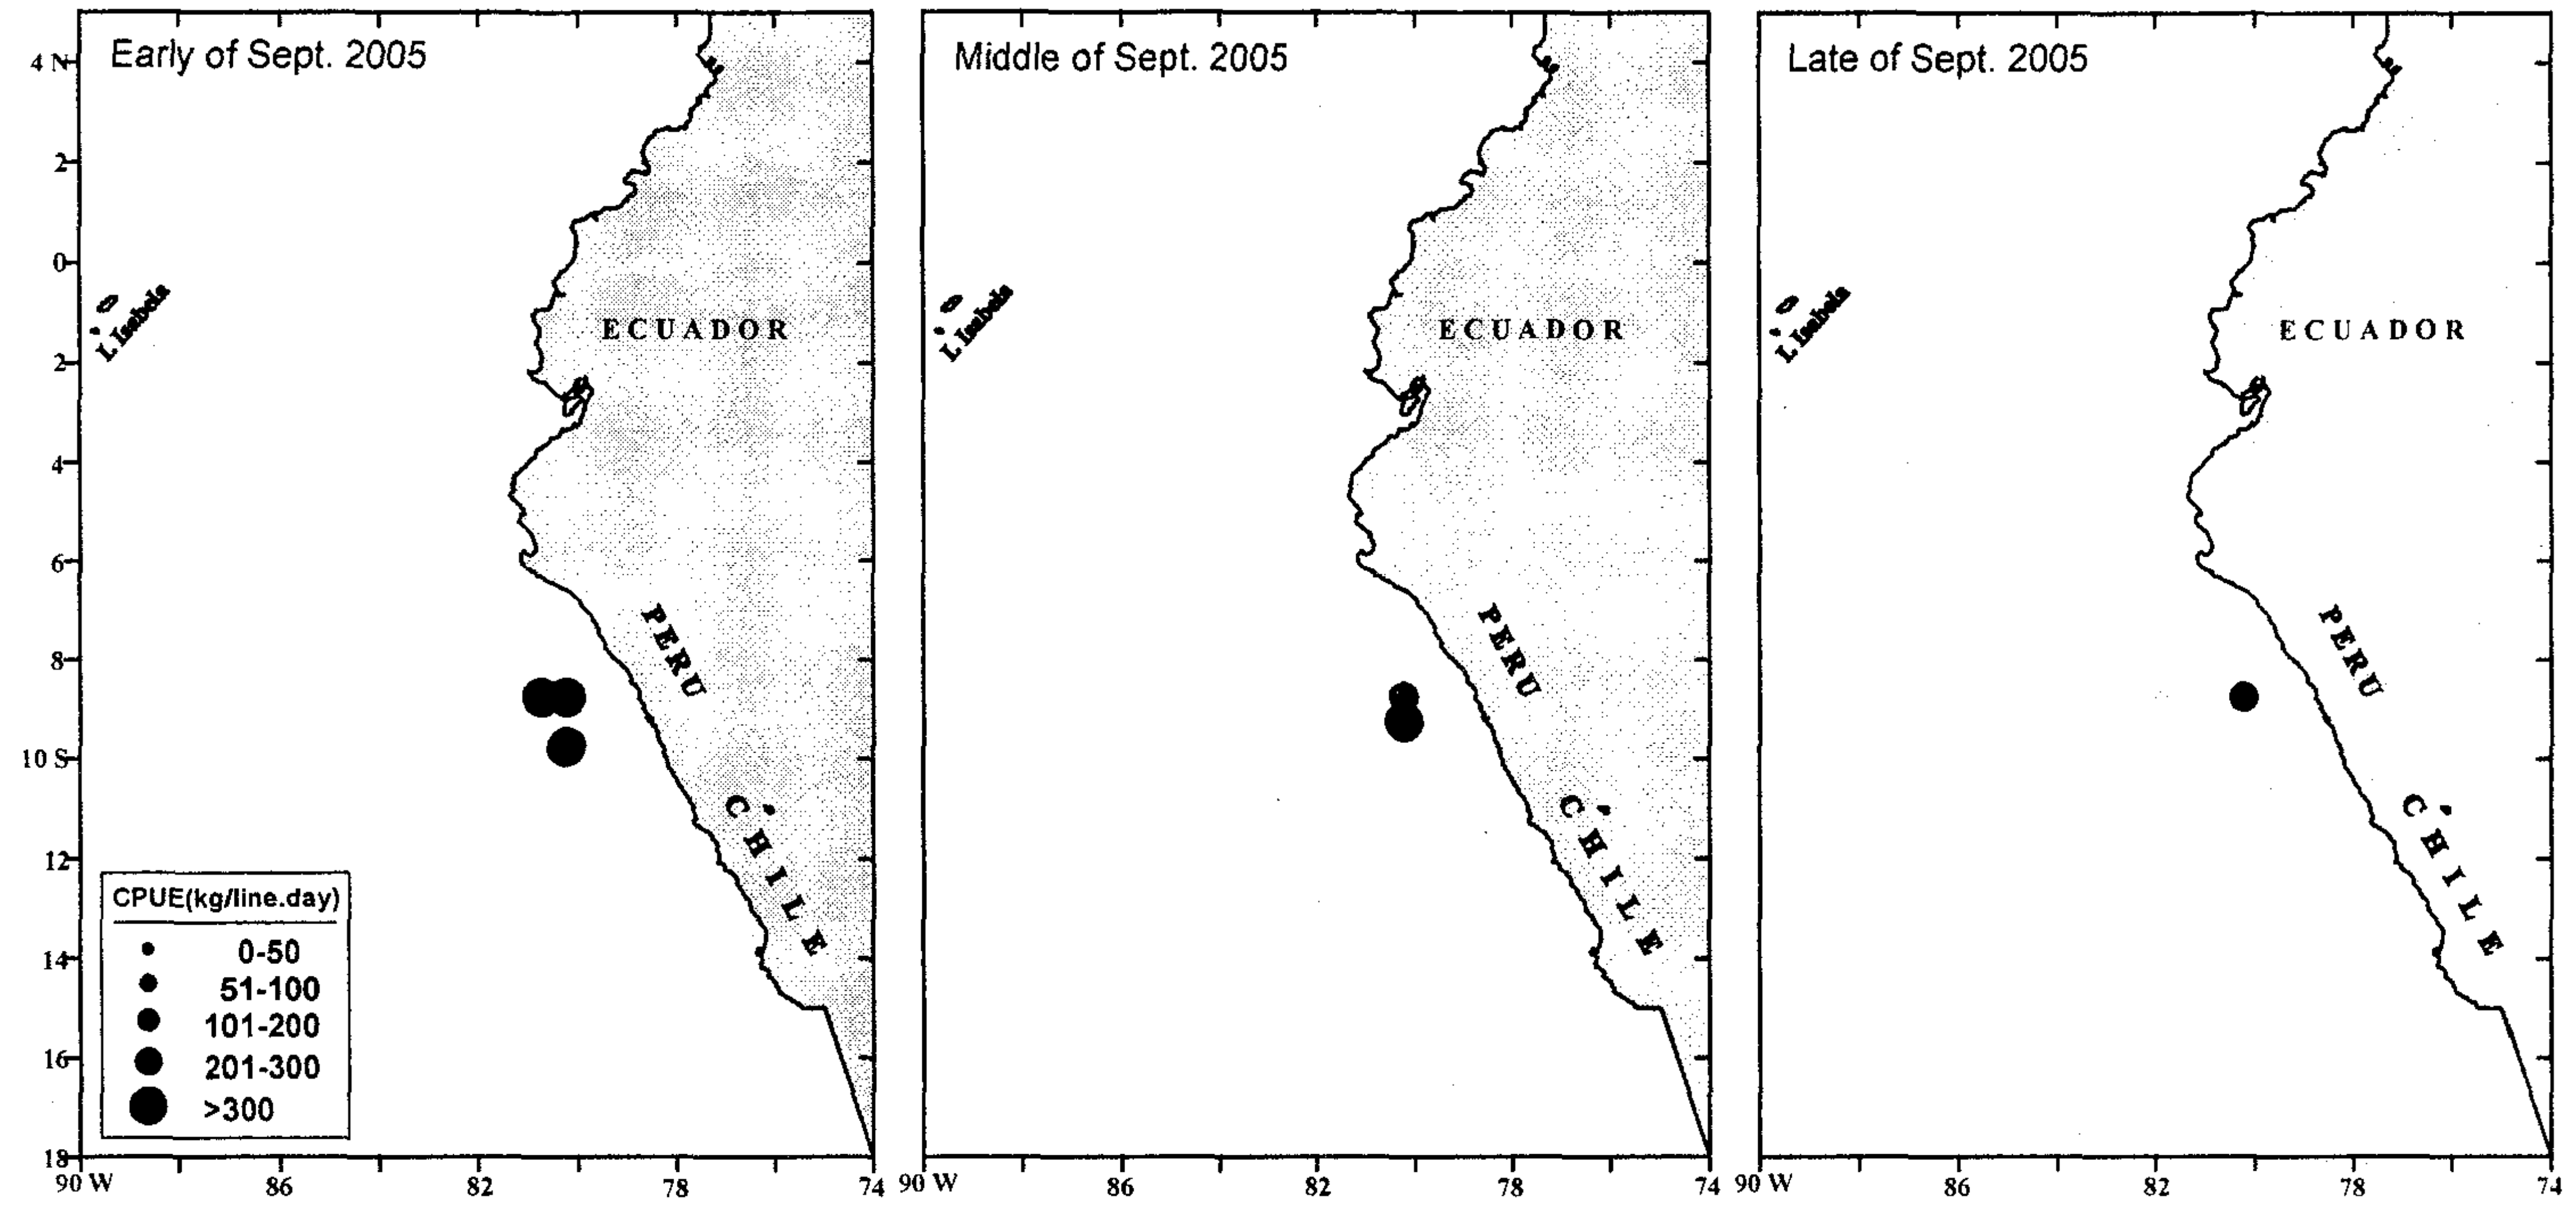 Early of Sept. 2005
4 N
2
0
2
4
6
8
10 S
12
14
16
18
I. Isabela
ECUADOR
PERU
CHILE
CPUE(kg/line.day)
0-50
51-100
101-200
201-300
>300
90 W
86
82
78
74
Middle of Sept. 2005
I. Isabela
ECUADOR
PERU
CHILE
90 W
86
82
78
74
Late of Sept. 2005
I. Isabela
ECUADOR
PERU
CHILE
90 W
86
82
78
74